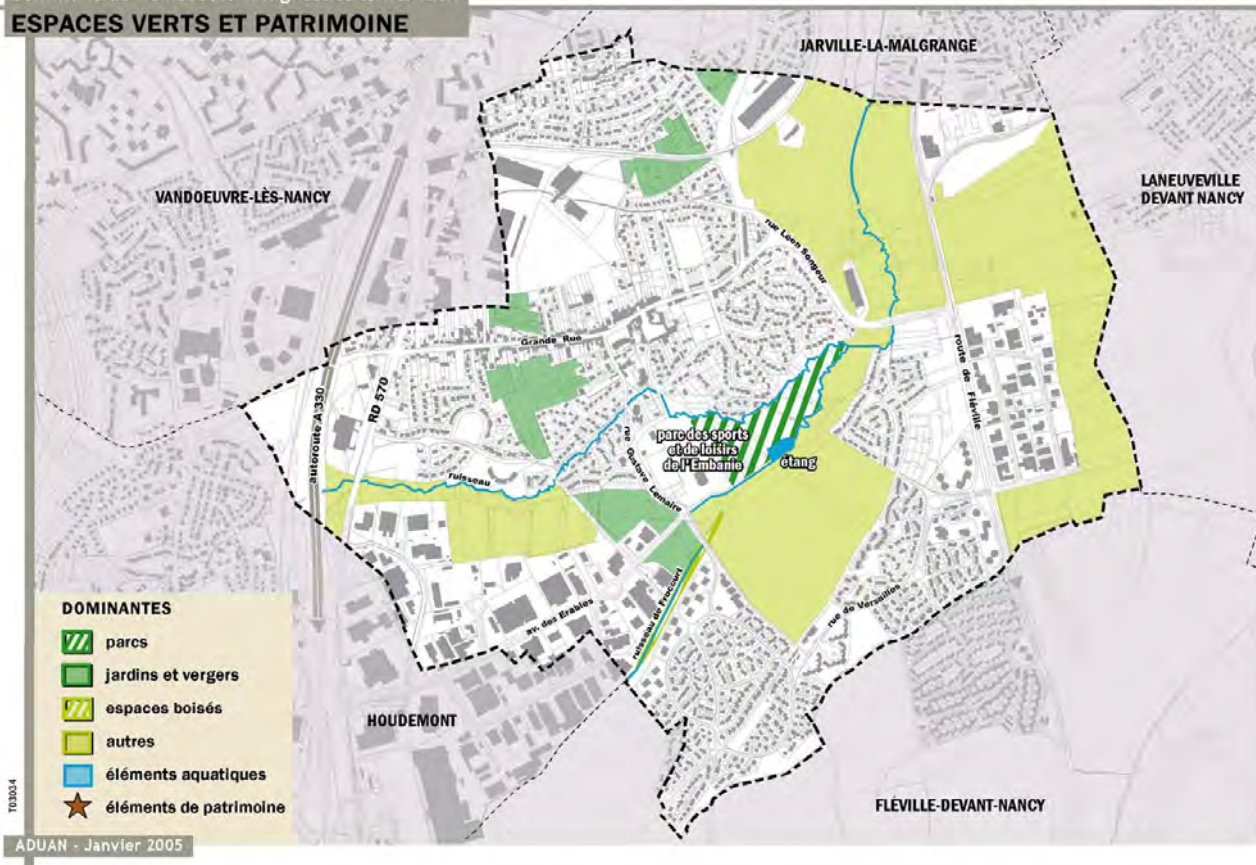 ESPACES VERTS ET PATRIMOINE
JARVILLE-LA-MALGRANGE
VANDOEUVRE-LÈS-NANCY
LANEUVEVILLE
DEVANT NANCY
rue Léon Songeur
Grande Rue
RD 570
autoroute A 330
route de Fléville
parc des sports
et de loisirs
de l'Embanie
étang
rue Gustave Lemaire
ruisseau
ruisseau de Frocourt
av. des Erables
rue de Versailles
HOUDEMONT
FLÉVILLE-DEVANT-NANCY
DOMINANTES
parcs
jardins et vergers
espaces boisés
autres
éléments aquatiques
éléments de patrimoine
T03034
ADUAN - Janvier 2005